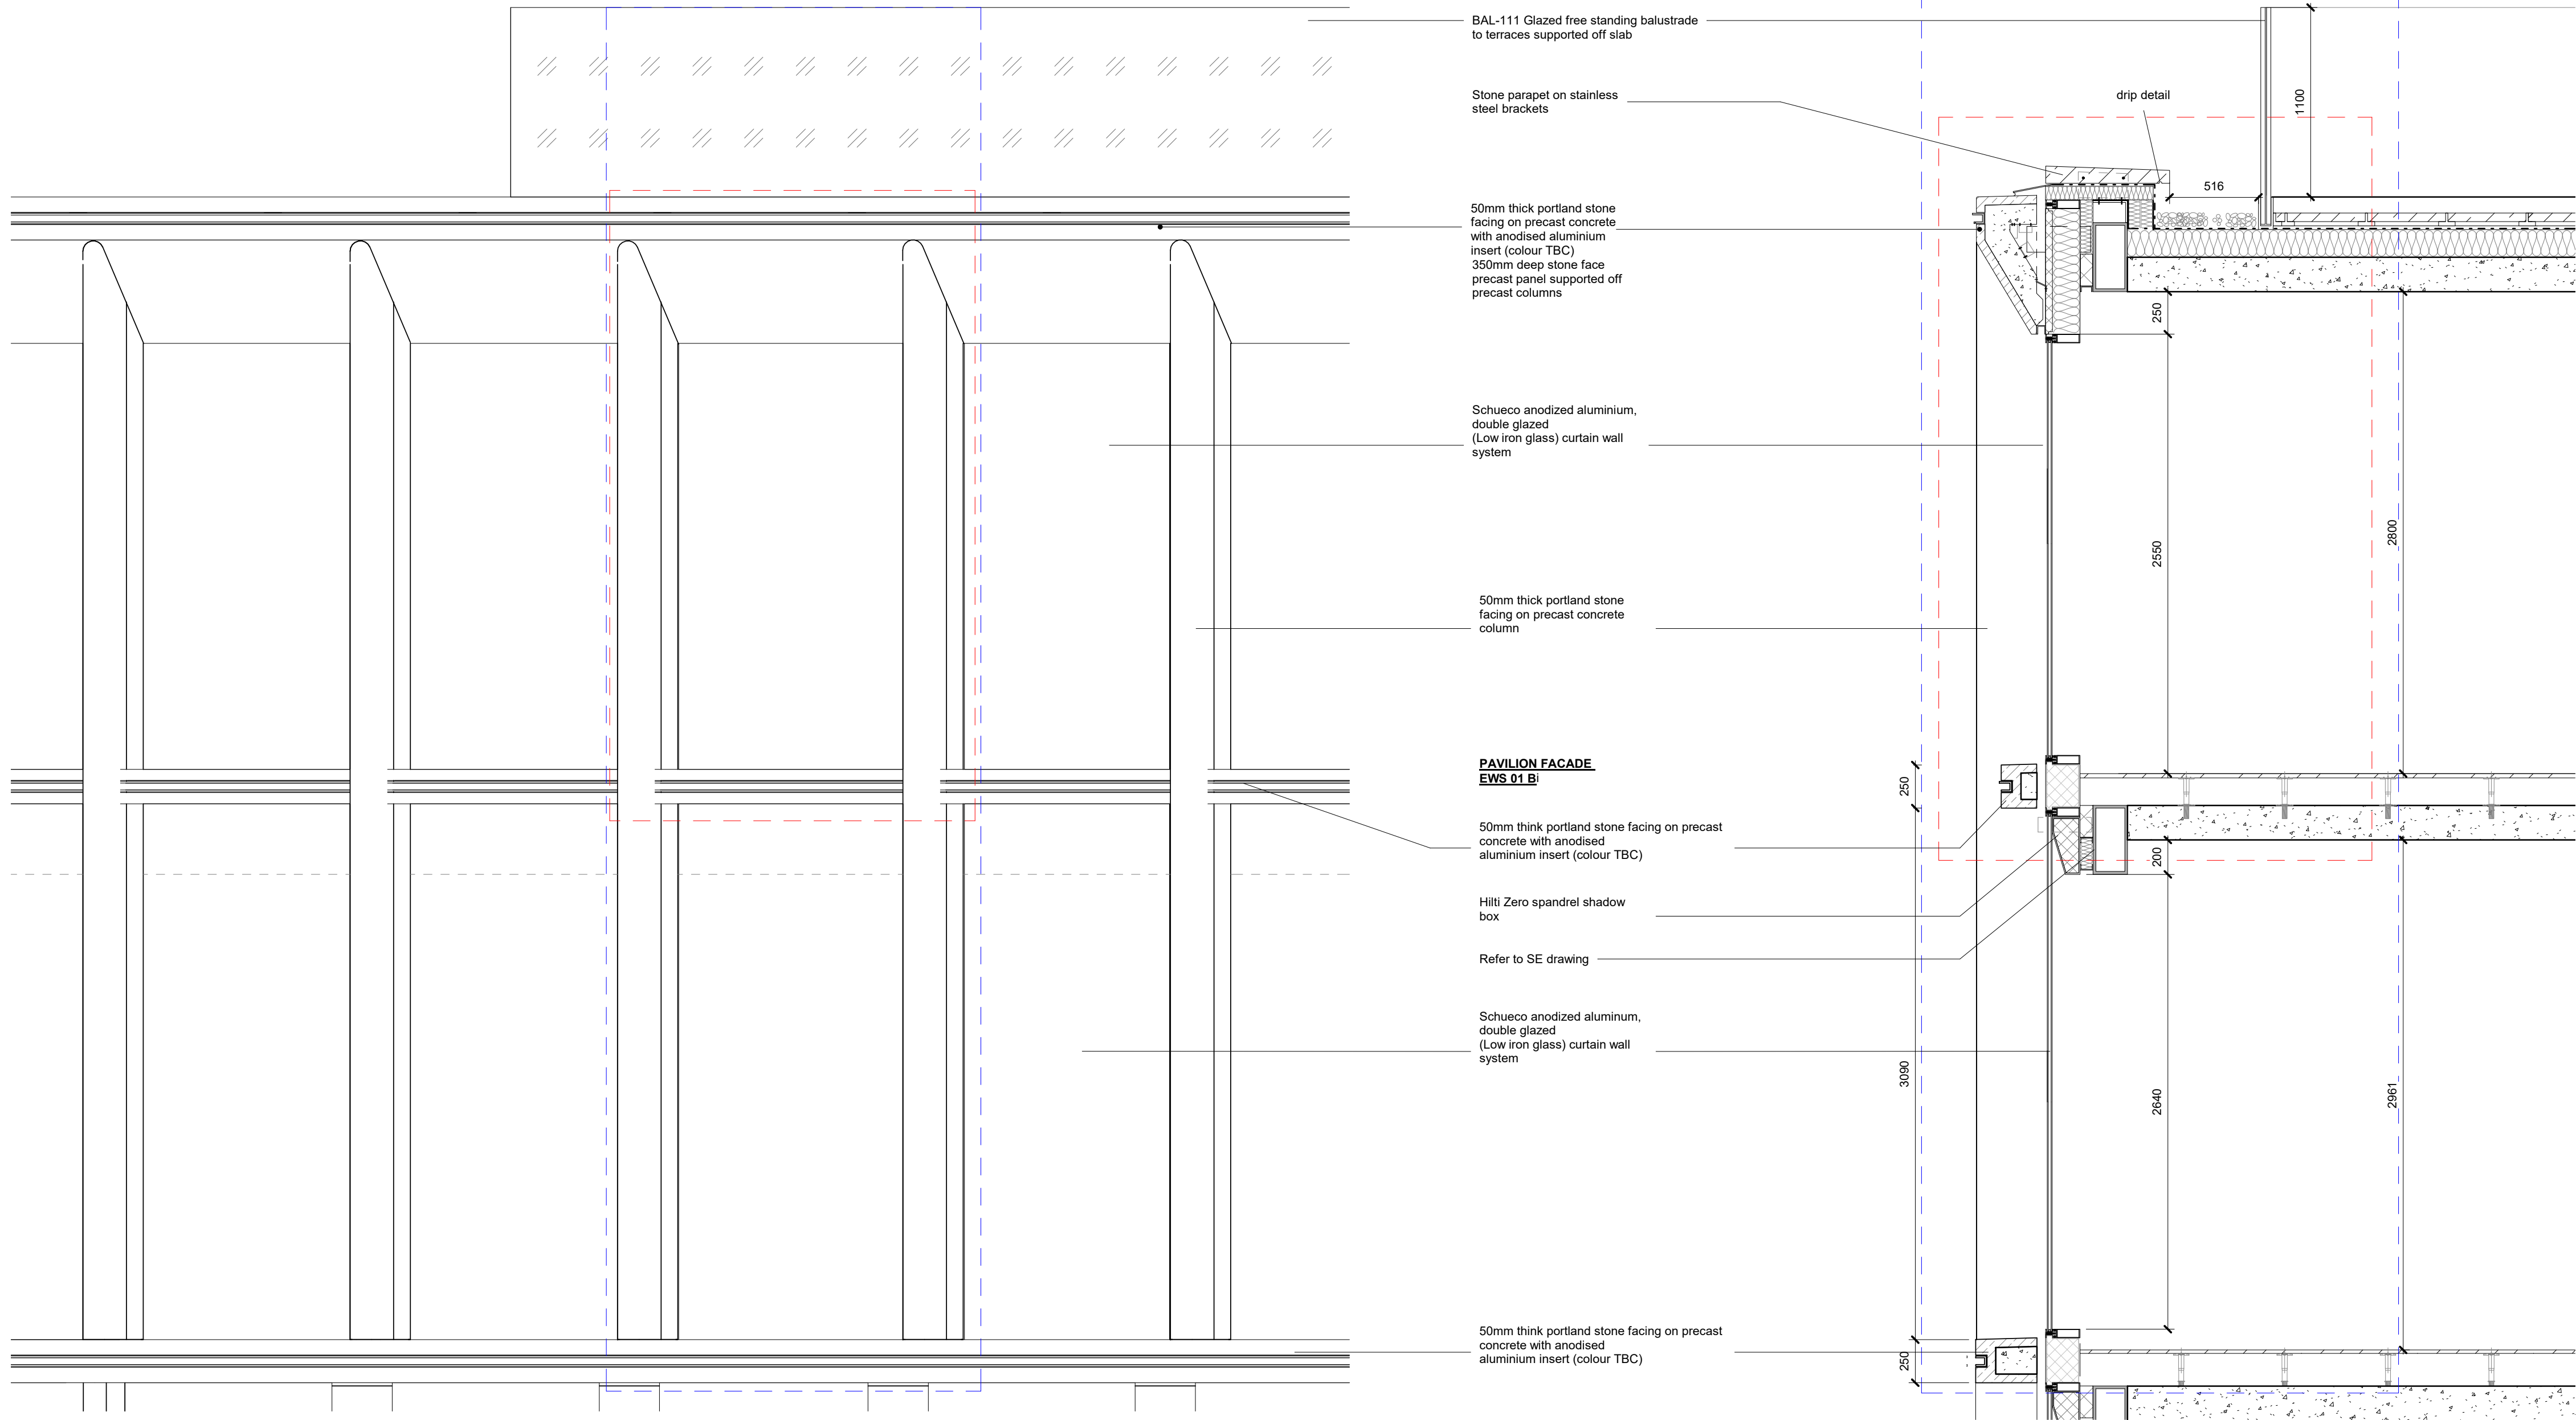 BAL-111 Glazed free standing balustrade
to terraces supported off slab
Stone parapet on stainless
steel brackets
drip detail
1100
516
50mm thick portland stone
facing on precast concrete
with anodised aluminium
insert (colour TBC)
350mm deep stone face
precast panel supported off
precast columns
250
Schueco anodized aluminium,
double glazed
(Low iron glass) curtain wall
system
2550
2800
50mm thick portland stone
facing on precast concrete
column
PAVILION FACADE
EWS 01 Bi
250
50mm think portland stone facing on precast
concrete with anodised
aluminium insert (colour TBC)
200
Hilti Zero spandrel shadow
box
Refer to SE drawing
Schueco anodized aluminum,
double glazed
(Low iron glass) curtain wall
system
3090
2640
2961
50mm think portland stone facing on precast
concrete with anodised
aluminium insert (colour TBC)
250